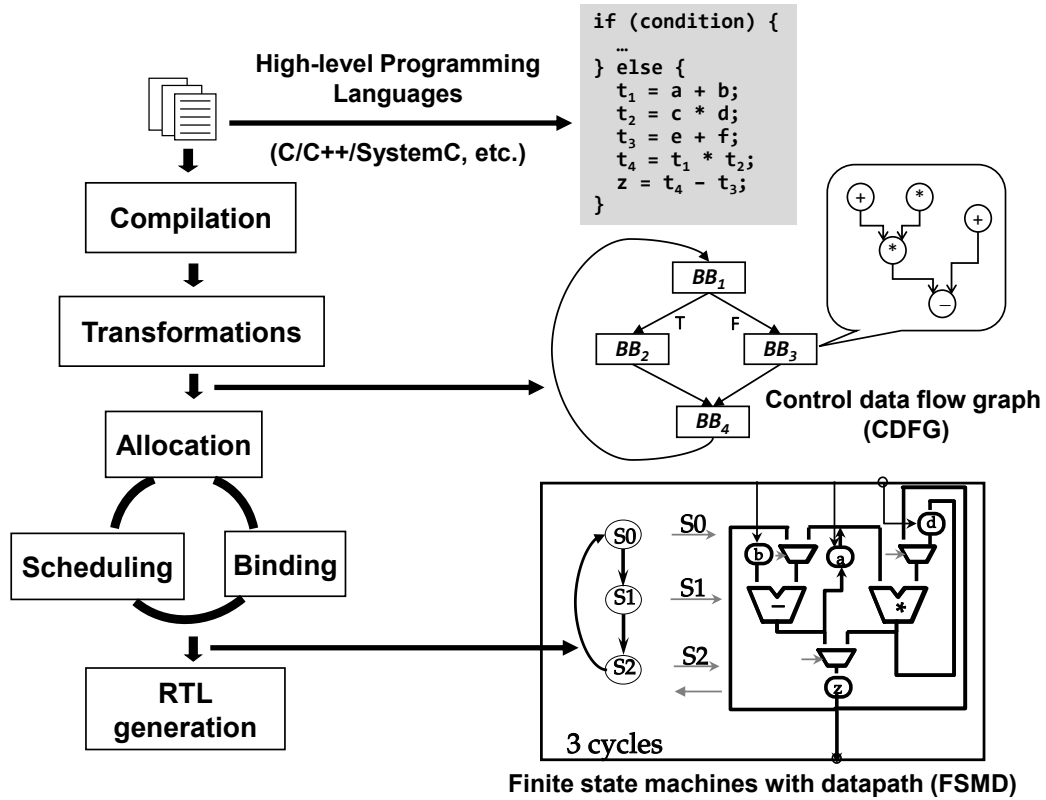 High-level Programming
Languages
(C/C++/SystemC, etc.)
if (condition) {
…
} else {
t₁ = a + b;
t₂ = c * d;
t₃ = e + f;
t₄ = t₁ * t₂;
z = t₄ − t₃;
}
Compilation
Transformations
Allocation
Scheduling
Binding
RTL
generation
BB₁
T
F
BB₂
BB₃
BB₄
+
*
+
*
−
Control data flow graph
(CDFG)
S0
S1
S2
S0
S1
S2
b
a
d
−
*
z
3 cycles
Finite state machines with datapath (FSMD)